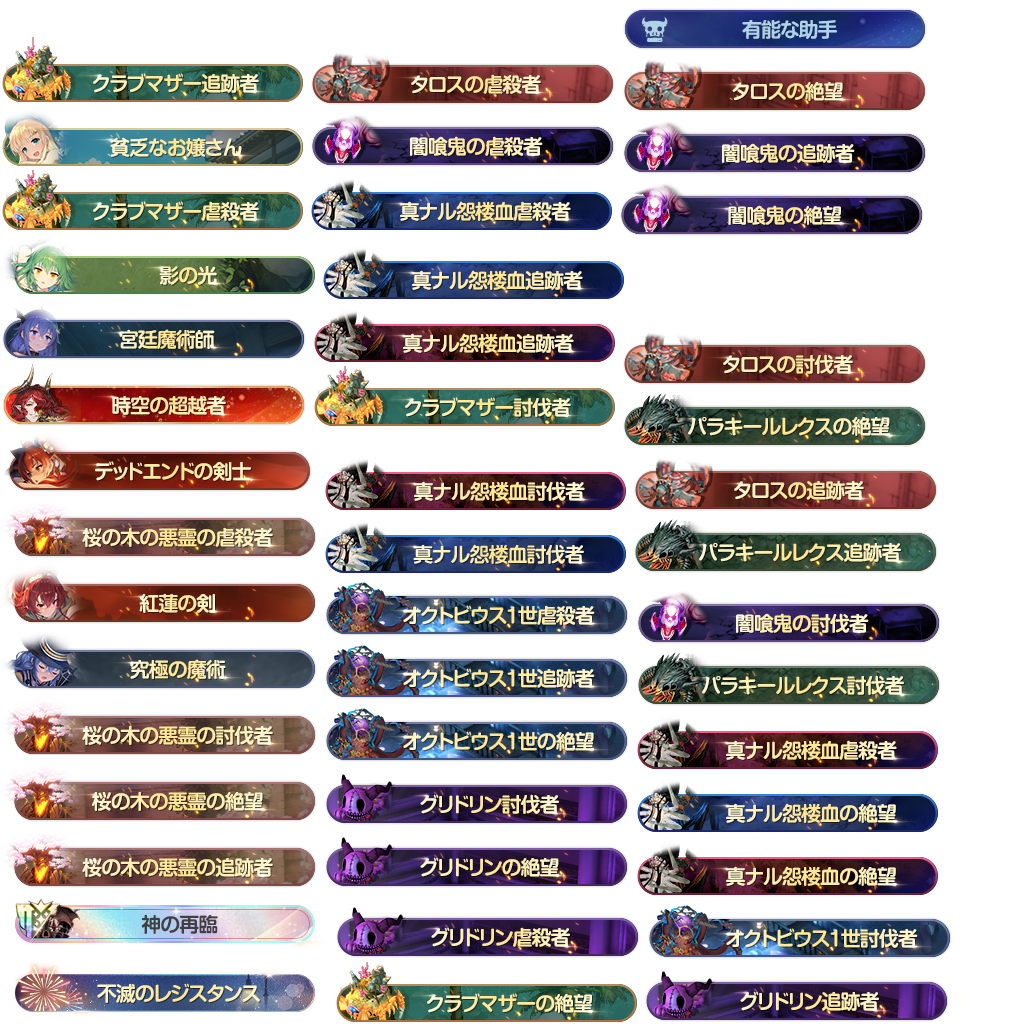 クラブマザー追跡者
貧乏なお嬢さん
クラブマザー虐殺者
影の光
宮廷魔術師
時空の超越者
デッドエンドの剣士
桜の木の悪霊の虐殺者
紅蓮の剣
究極の魔術
桜の木の悪霊の討伐者
桜の木の悪霊の絶望
桜の木の悪霊の追跡者
神の再臨
不滅のレジスタンス
タロスの虐殺者
闇喰鬼の虐殺者
真ナル怨楼血虐殺者
真ナル怨楼血追跡者
真ナル怨楼血追跡者
クラブマザー討伐者
真ナル怨楼血討伐者
真ナル怨楼血討伐者
オクトビウス1世虐殺者
オクトビウス1世追跡者
オクトビウス1世の絶望
グリドリン討伐者
グリドリンの絶望
グリドリン虐殺者
クラブマザーの絶望
有能な助手
タロスの絶望
闇喰鬼の追跡者
闇喰鬼の絶望
タロスの討伐者
パラキールレクスの絶望
タロスの追跡者
パラキールレクス追跡者
闇喰鬼の討伐者
パラキールレクス討伐者
真ナル怨楼血虐殺者
真ナル怨楼血の絶望
真ナル怨楼血の絶望
オクトビウス1世討伐者
グリドリン追跡者